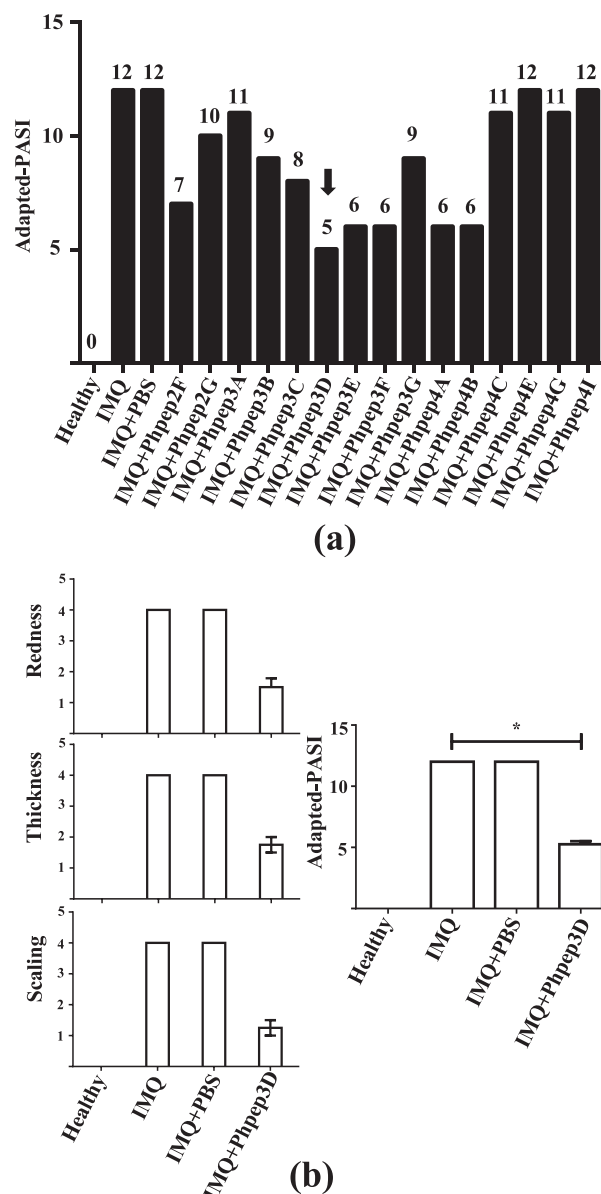 15
10
5
Adapted-PASI
0
12
12
7
10
11
9
8
5
6
6
9
6
6
11
12
11
12
Healthy
IMQ
IMQ+PBS
IMQ+Phpep2F
IMQ+Phpep2G
IMQ+Phpep3A
IMQ+Phpep3B
IMQ+Phpep3C
IMQ+Phpep3D
IMQ+Phpep3E
IMQ+Phpep3F
IMQ+Phpep3G
IMQ+Phpep4A
IMQ+Phpep4B
IMQ+Phpep4C
IMQ+Phpep4E
IMQ+Phpep4G
IMQ+Phpep4I
(a)
5
4
3
2
1
Redness
5
4
3
2
1
Thickness
5
4
3
2
1
Scaling
Healthy
IMQ
IMQ+PBS
IMQ+Phpep3D
15
10
5
Adapted-PASI
*
Healthy
IMQ
IMQ+PBS
IMQ+Phpep3D
(b)